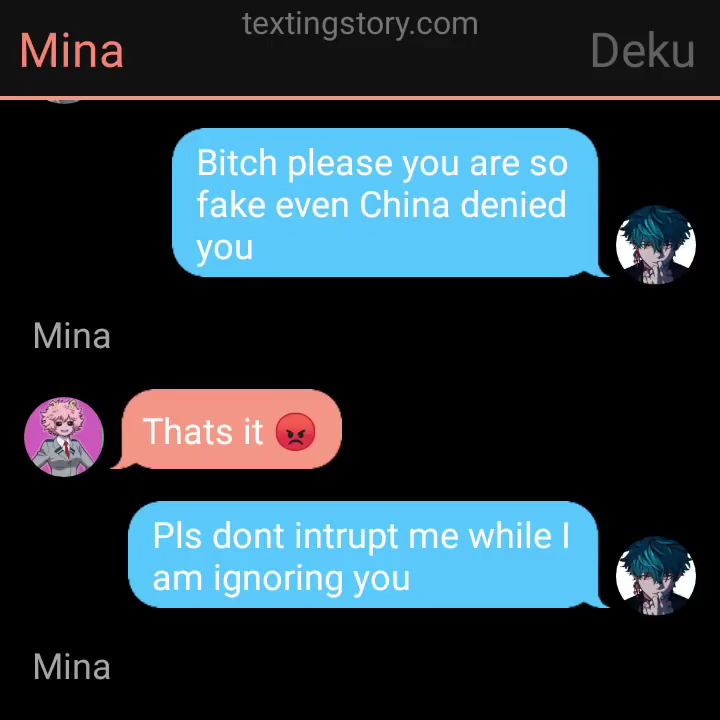 textingstory.com
Mina
Deku
Bitch please you are so
fake even China denied
you
Mina
Thats it 😡
Pls dont intrupt me while I
am ignoring you
Mina